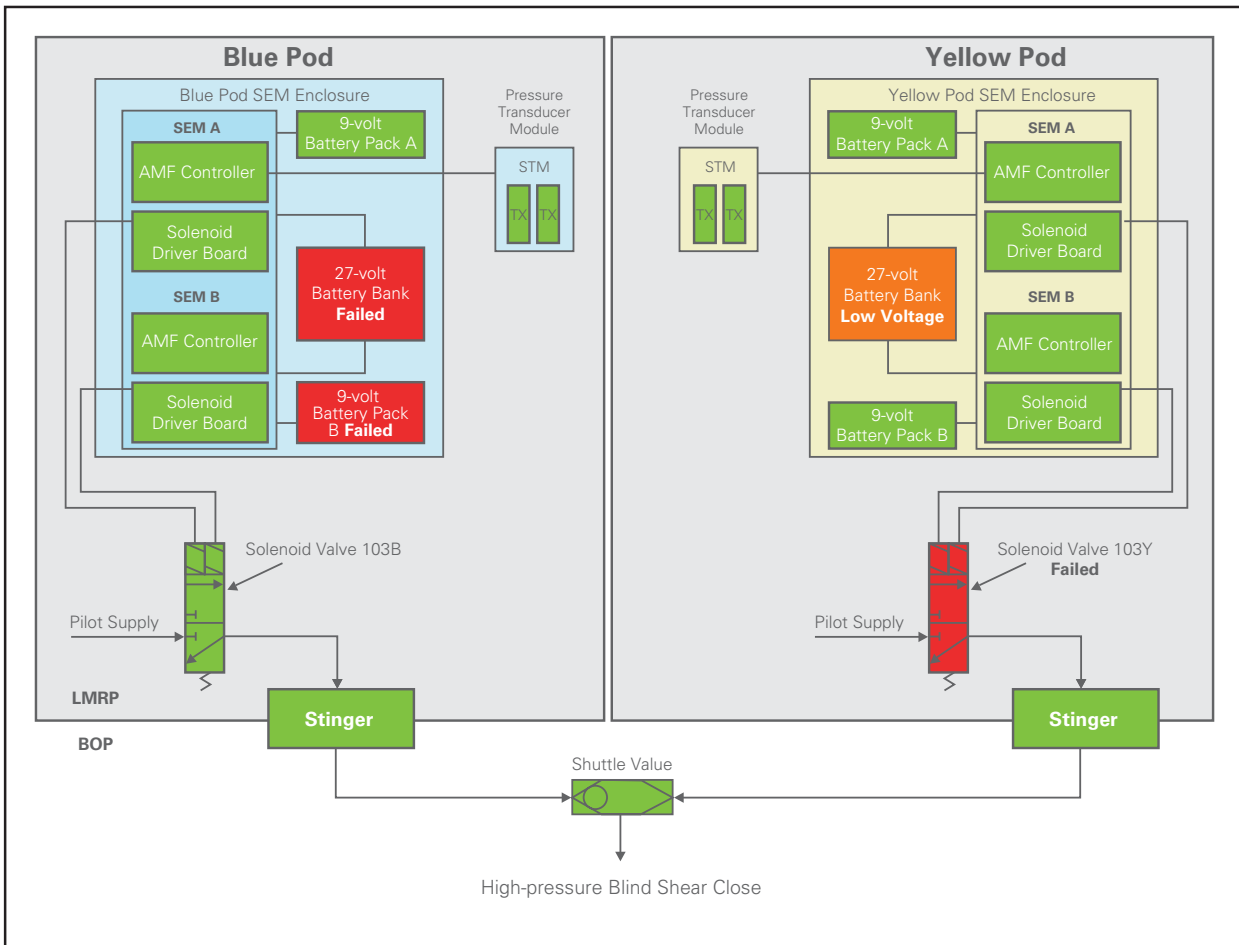 Blue Pod
Blue Pod SEM Enclosure
SEM A
AMF Controller
Solenoid
Driver Board
SEM B
AMF Controller
Solenoid
Driver Board
9-volt
Battery Pack A
27-volt
Battery Bank
Failed
9-volt
Battery Pack
B Failed
Pressure
Transducer
Module
STM
TX
TX
Solenoid Valve 103B
Pilot Supply
Stinger
LMRP
BOP
Yellow Pod
Pressure
Transducer
Module
STM
TX
TX
Yellow Pod SEM Enclosure
9-volt
Battery Pack A
27-volt
Battery Bank
Low Voltage
9-volt
Battery Pack B
SEM A
AMF Controller
Solenoid
Driver Board
SEM B
AMF Controller
Solenoid
Driver Board
Solenoid Valve 103Y
Failed
Pilot Supply
Stinger
Shuttle Value
High-pressure Blind Shear Close